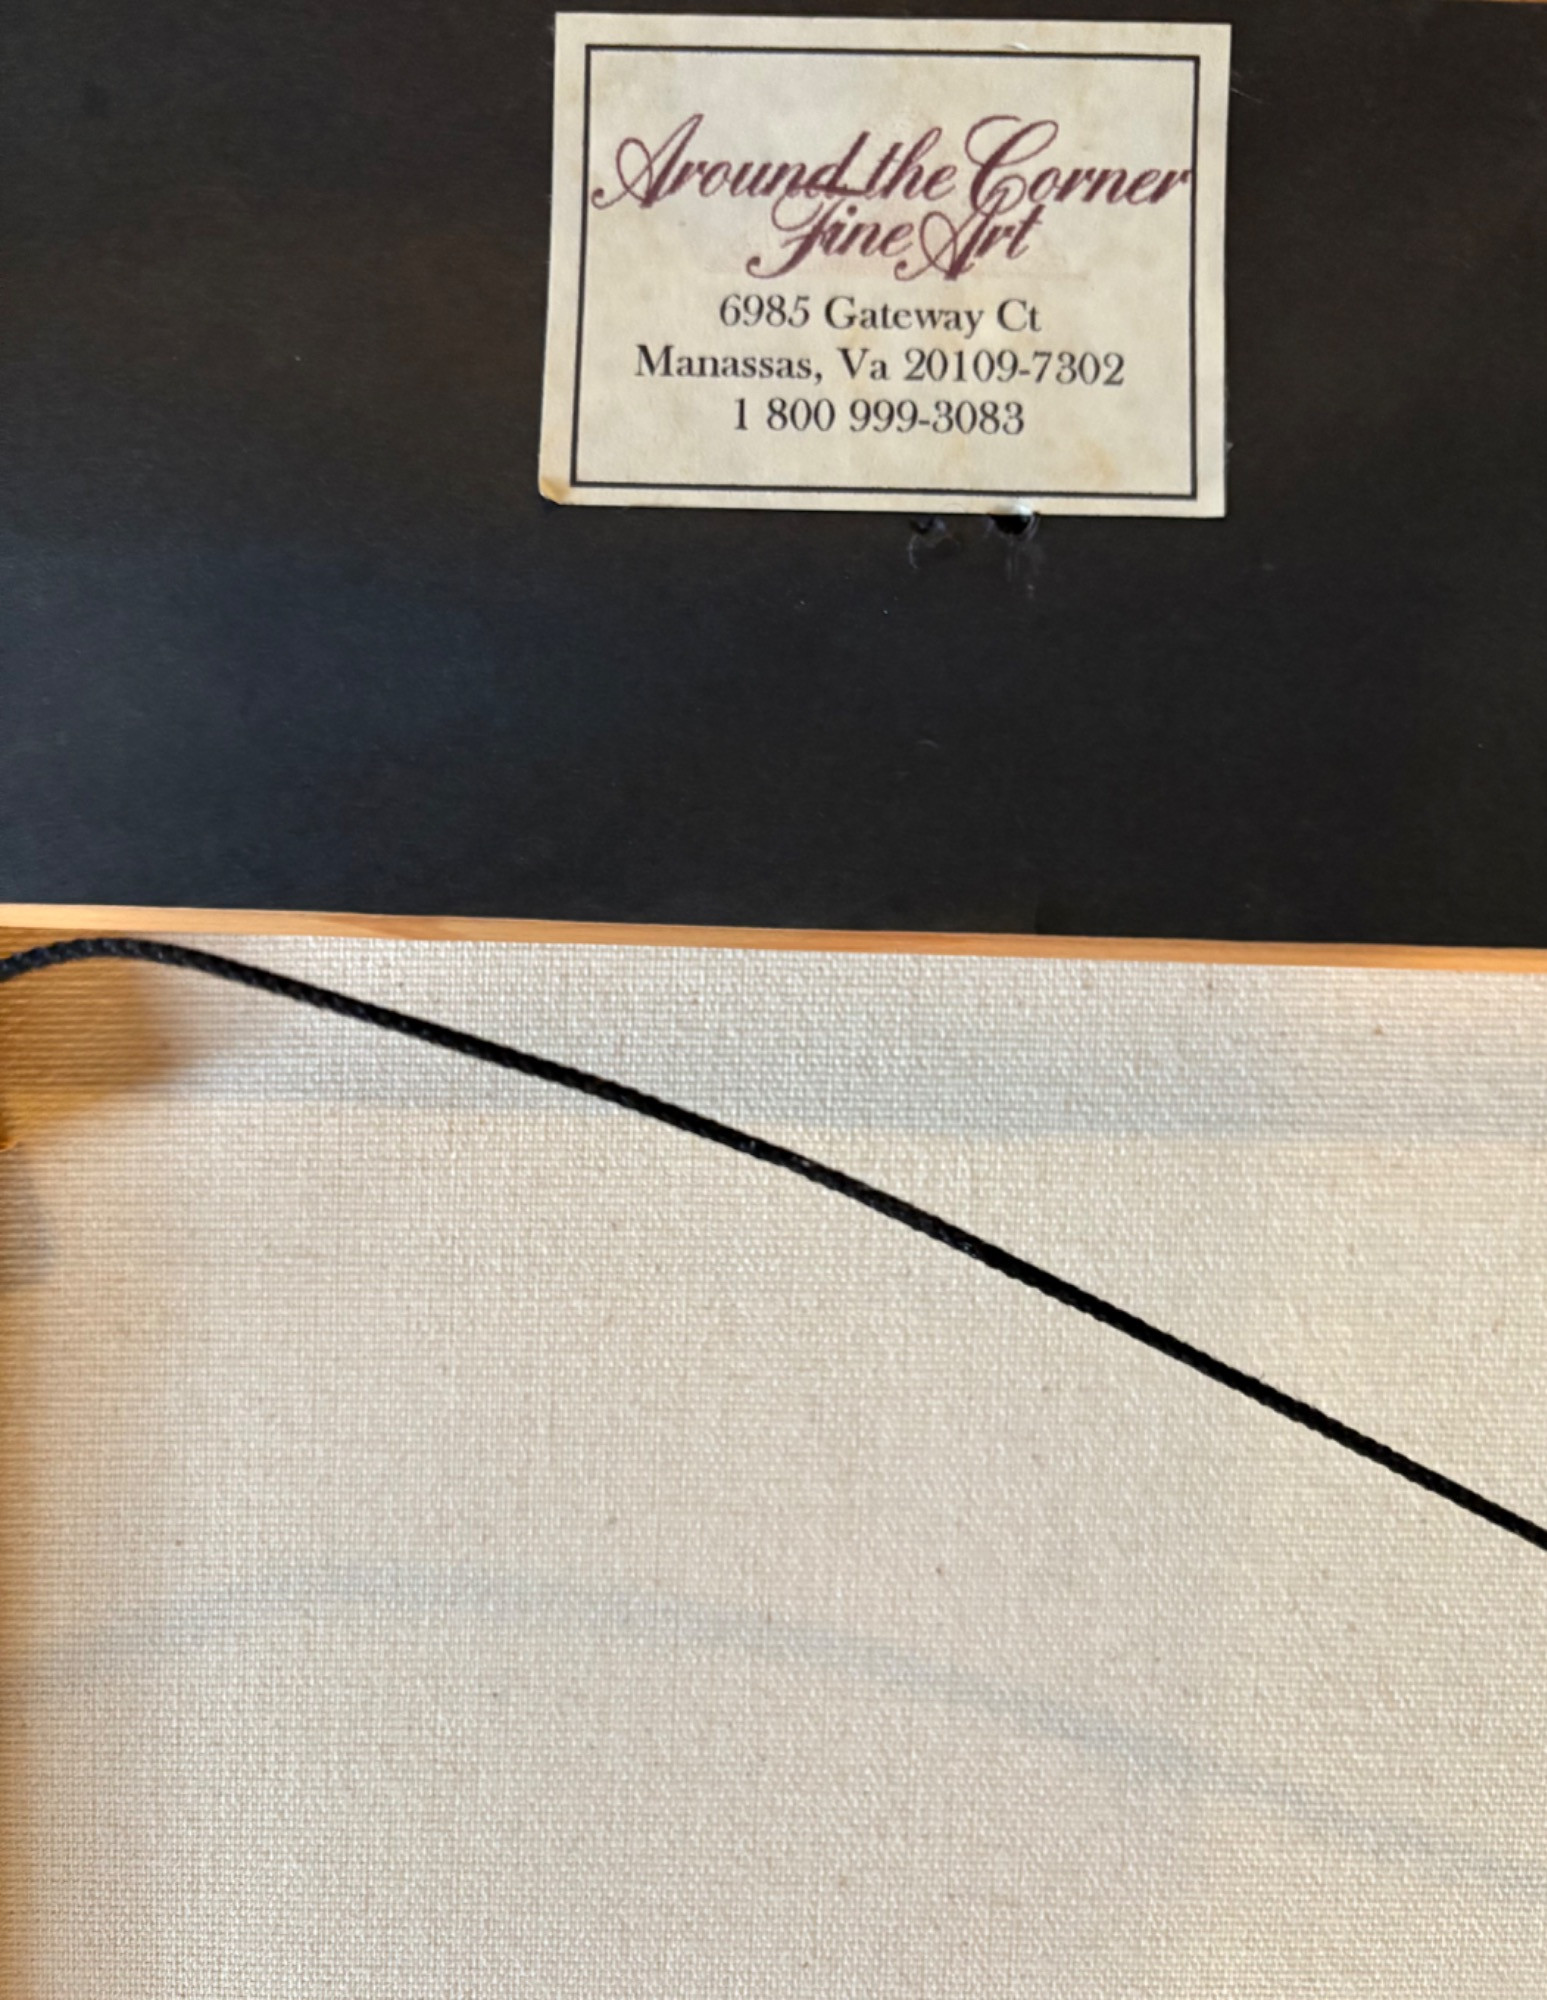 Around the Corner
Fine Art
6985 Gateway Ct
Manassas, Va 20109-7302
1 800 999-3083